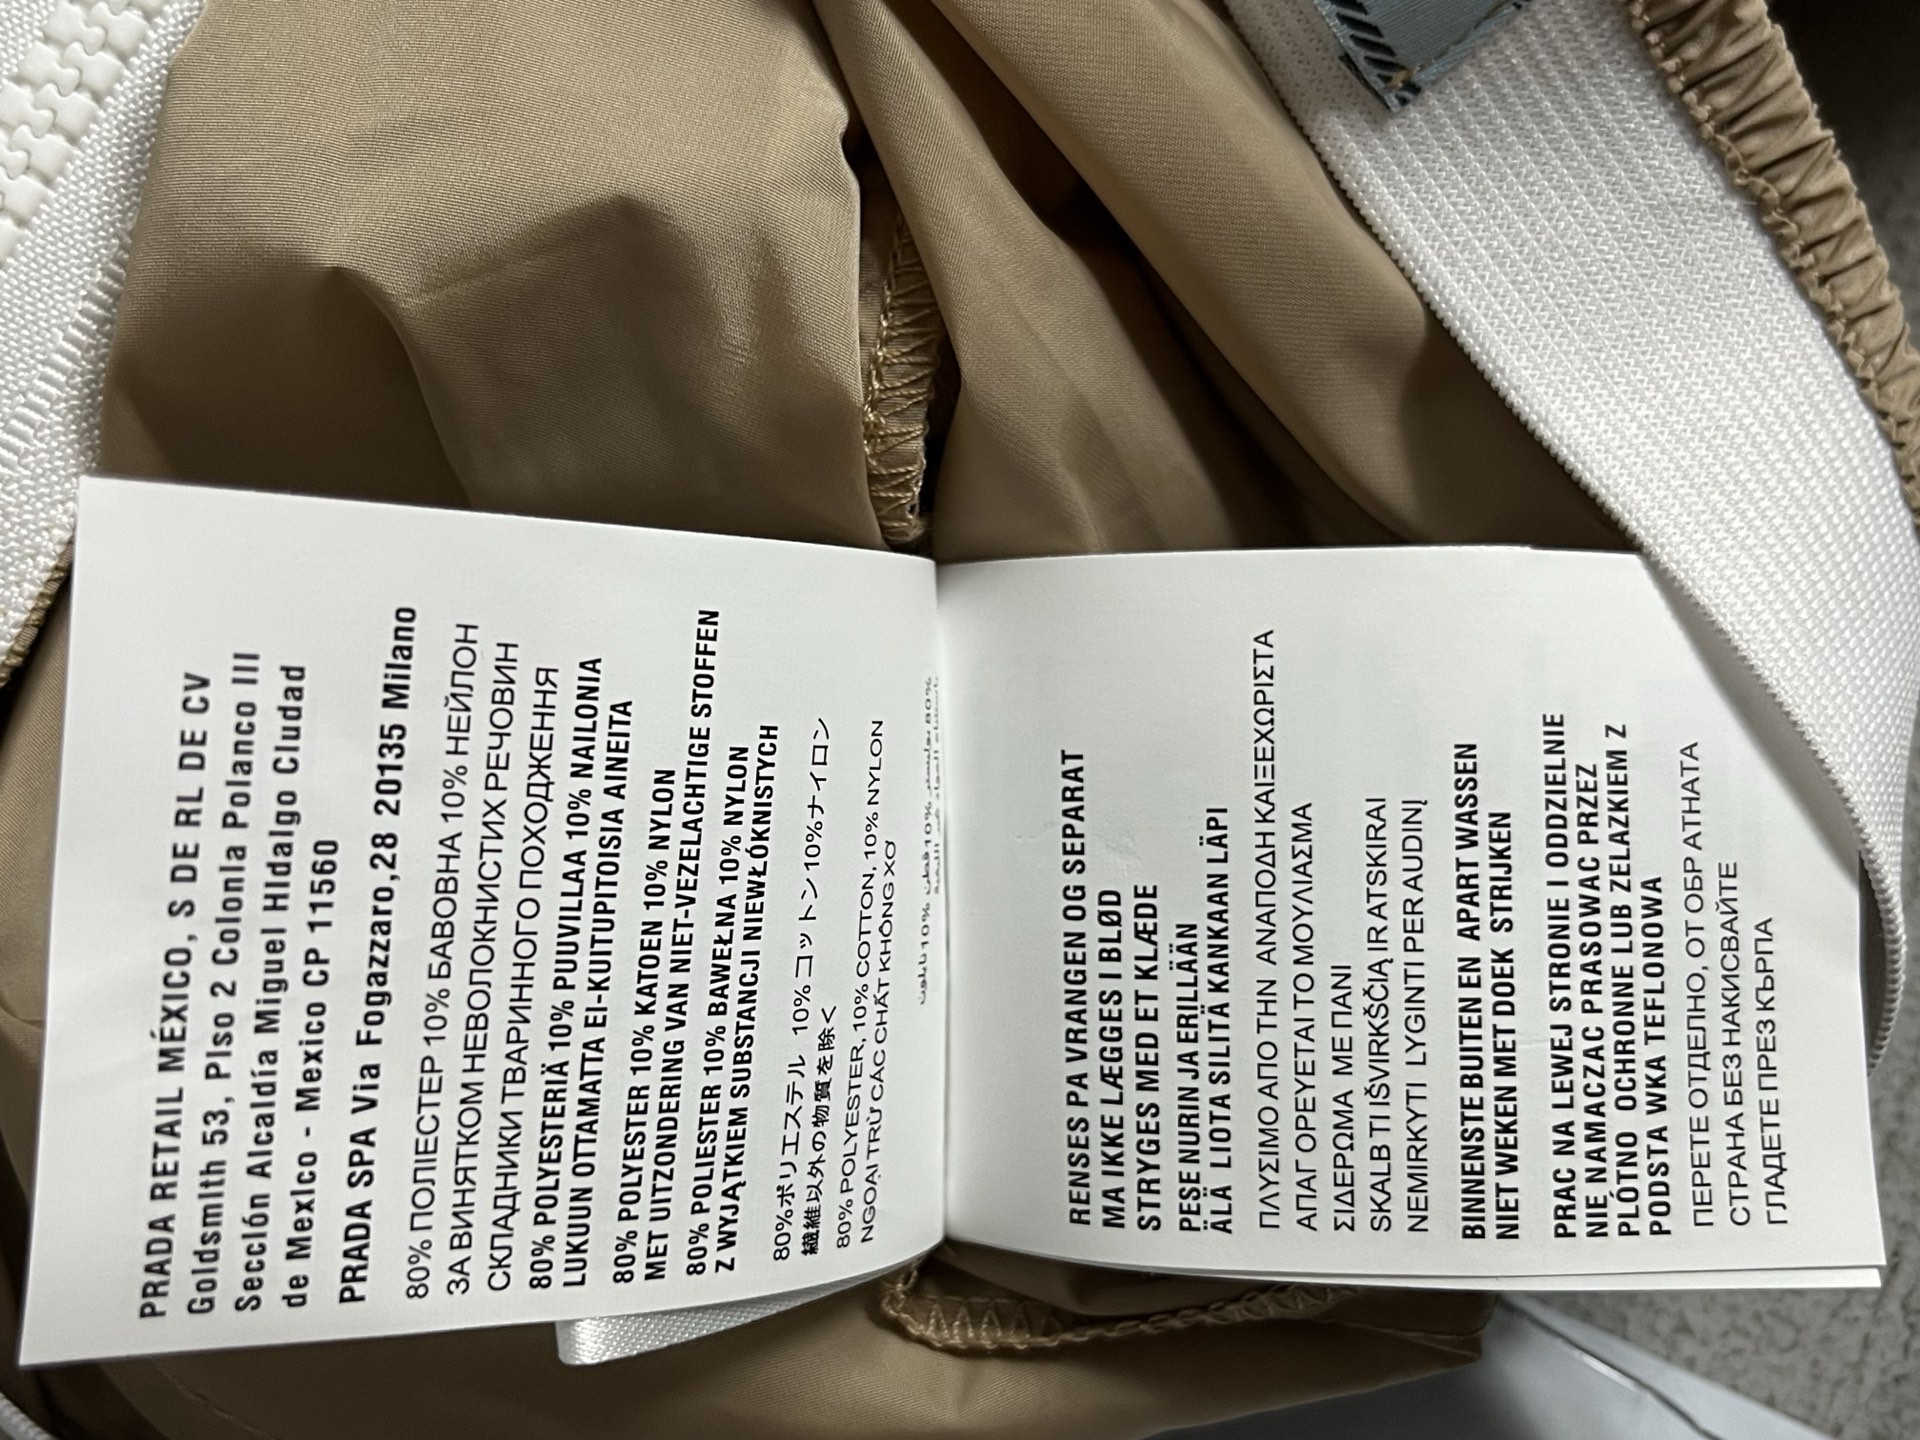 PRADA RETAIL MÉXICO, S DE RL DE CV
GoldsmIth 53, PIso 2 ColonIa Polanco III
SeccIón Alcaldía Miguel HIdalgo CIudad
de MexIco - Mexico CP 11560
PRADA SPA Via Fogazzaro,28 20135 Milano
80% ПОЛІЕСТЕР 10% БАВОВНА 10% НЕЙЛОН
ЗА ВИНЯТКОМ НЕВОЛОКНИСТИХ РЕЧОВИН
СКЛАДНИКИ ТВАРИННОГО ПОХОДЖЕННЯ
80% POLYESTERIÄ 10% PUUVILLAA 10% NAILONIA
LUKUUN OTTAMATTA EI-KUITUPITOISIA AINEITA
80% POLYESTER 10% KATOEN 10% NYLON
MET UITZONDERING VAN NIET-VEZELACHTIGE STOFFEN
80% POLIESTER 10% BAWEŁNA 10% NYLON
Z WYJĄTKIEM SUBSTANCJI NIEWŁÓKNISTYCH
80%ポリエステル 10%コットン10%ナイロン
繊維以外の物質を除く
80% POLYESTER, 10% COTTON, 10% NYLON
NGOẠI TRỪ CÁC CHẤT KHÔNG XƠ
RENSES PA VRANGEN OG SEPARAT
MA IKKE LÆGGES I BLØD
STRYGES MED ET KLÆDE
PESE NURIN JA ERILLÄÄN
ÄLÄ LIOTA SILITÄ KANKAAN LÄPI
ΠΛΥΣΙΜΟ ΑΠΟ ΤΗΝ ΑΝΑΠΟΔΗ ΚΑΙΞΕΧΩΡΙΣΤΑ
ΑΠΑΓ ΟΡΕΥΕΤΑΙ ΤΟ ΜΟΥΛΙΑΣΜΑ
ΣΙΔΕΡΩΜΑ ΜΕ ΠΑΝΙ
SKALB TI IŠVIRKŠČIĄ IR ATSKIRAI
NEMIRKYTI LYGINTI PER AUDINĮ
BINNENSTE BUITEN EN APART WASSEN
NIET WEKEN MET DOEK STRIJKEN
PRAC NA LEWEJ STRONIE I ODDZIELNIE
NIE NAMACZAC PRASOWAC PRZEZ
PLÓTNO OCHRONNE LUB ZELAZKIEM Z
PODSTA WKA TEFLONOWA
ПЕРЕТЕ ОТДЕЛНО, ОТ ОБР АТНАТА
СТРАНА БЕЗ НАКИСВАЙТЕ
ГЛАДЕТЕ ПРЕЗ КЪРПА